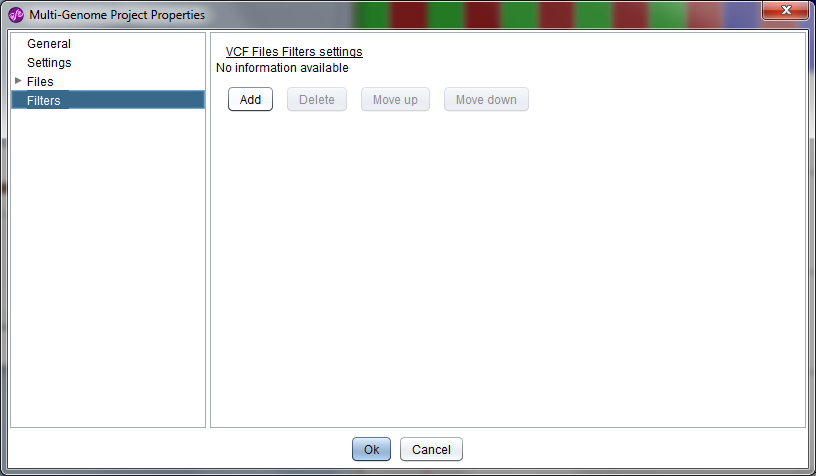 Multi-Genome Project Properties
General
Settings
Files
Filters
VCF Files Filters settings
No information available
Add Delete Move up Move down
Ok Cancel